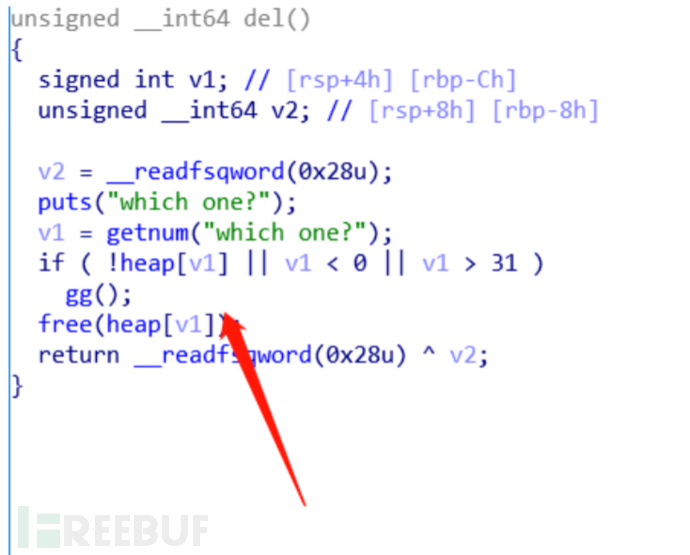 unsigned __int64 del()
{
  signed int v1; // [rsp+4h] [rbp-Ch]
  unsigned __int64 v2; // [rsp+8h] [rbp-8h]
  v2 = __readfsqword(0x28u);
  puts("which one?");
  v1 = getnum("which one?");
  if ( !heap[v1] || v1 < 0 || v1 > 31 )
    gg();
  free(heap[v1]);
  return __readfsqword(0x28u) ^ v2;
}
FREEBUF